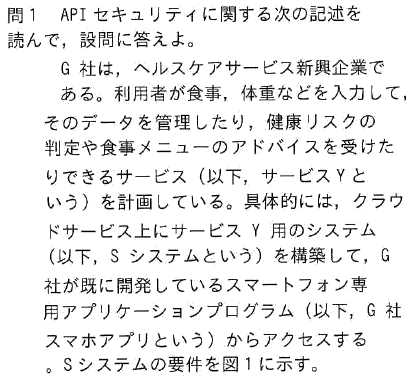 問1 API セキュリティに関する次の記述を
読んで，設問に答えよ。
G 社は，ヘルスケアサービス新興企業で
ある。利用者が食事，体重などを入力して，
そのデータを管理したり，健康リスクの
判定や食事メニューのアドバイスを受けた
りできるサービス（以下，サービスYと
いう）を計画している。具体的には，クラウ
ドサービス上にサービス Y 用のシステム
（以下，S システムという）を構築して，G
社が既に開発しているスマートフォン専
用アプリケーションプログラム（以下，G 社
スマホアプリという）からアクセスする
。Sシステムの要件を図1に示す。